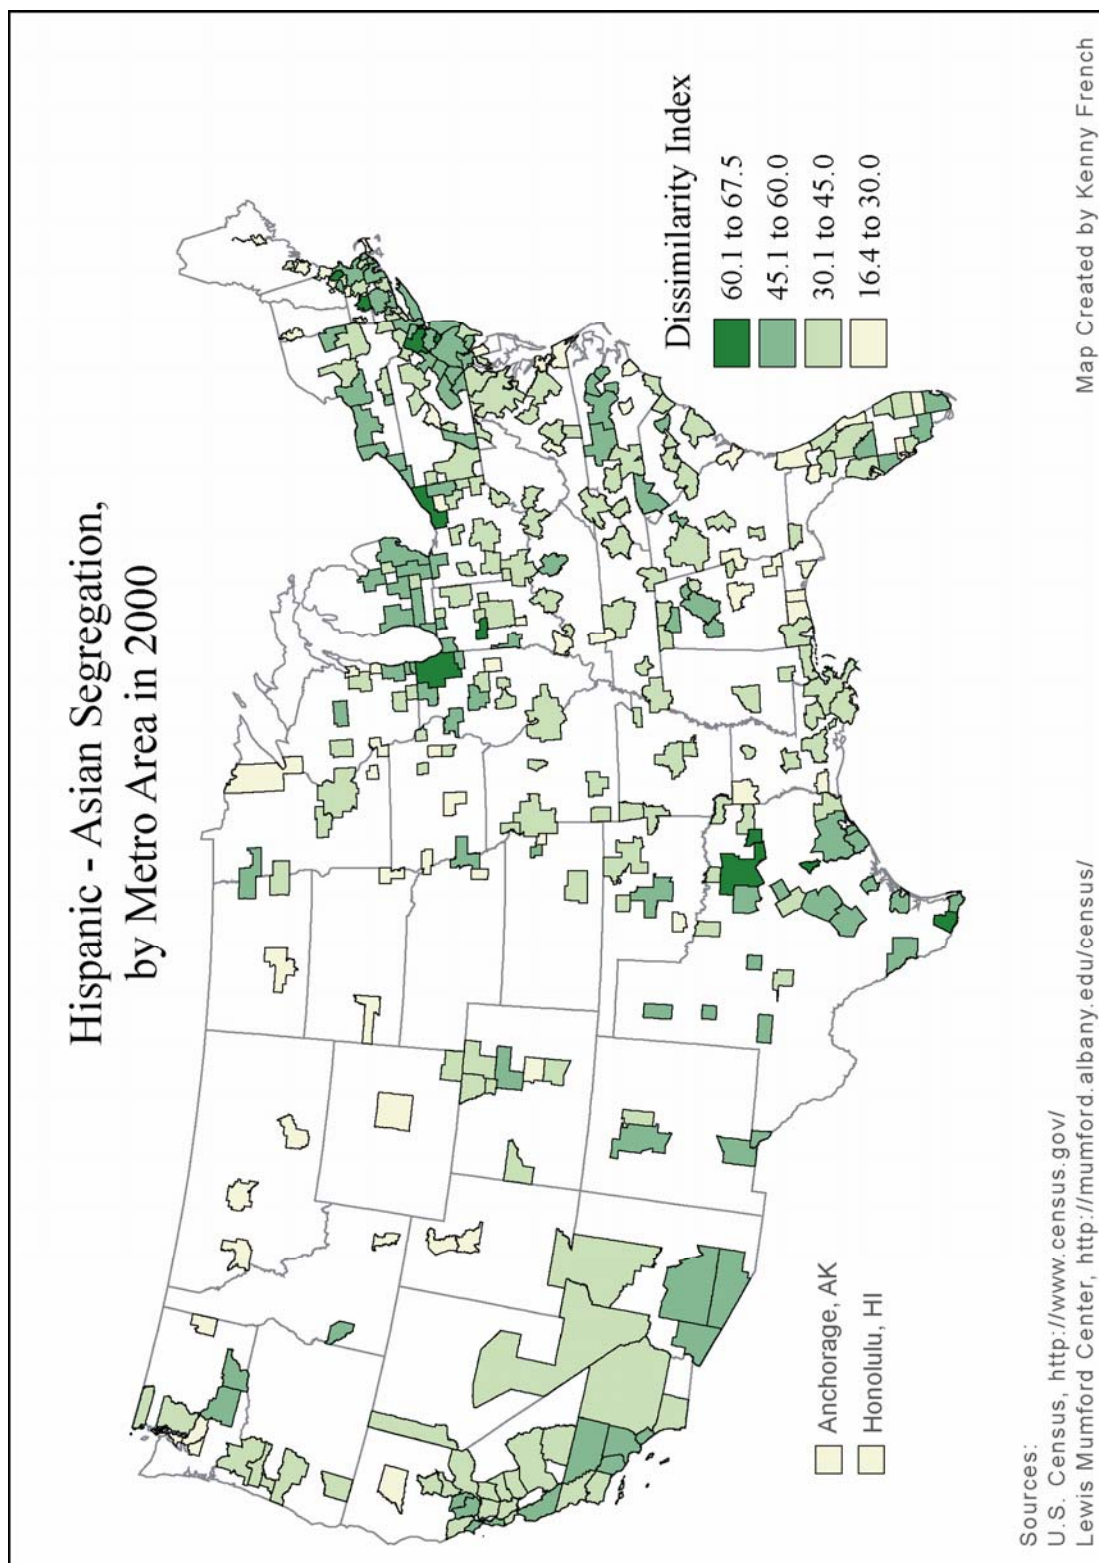 Hispanic - Asian Segregation,
by Metro Area in 2000
Dissimilarity Index
60.1 to 67.5
45.1 to 60.0
30.1 to 45.0
16.4 to 30.0
Anchorage, AK
Honolulu, HI
Sources:
U.S. Census, http://www.census.gov/
Lewis Mumford Center, http://mumford.albany.edu/census/
Map Created by Kenny French